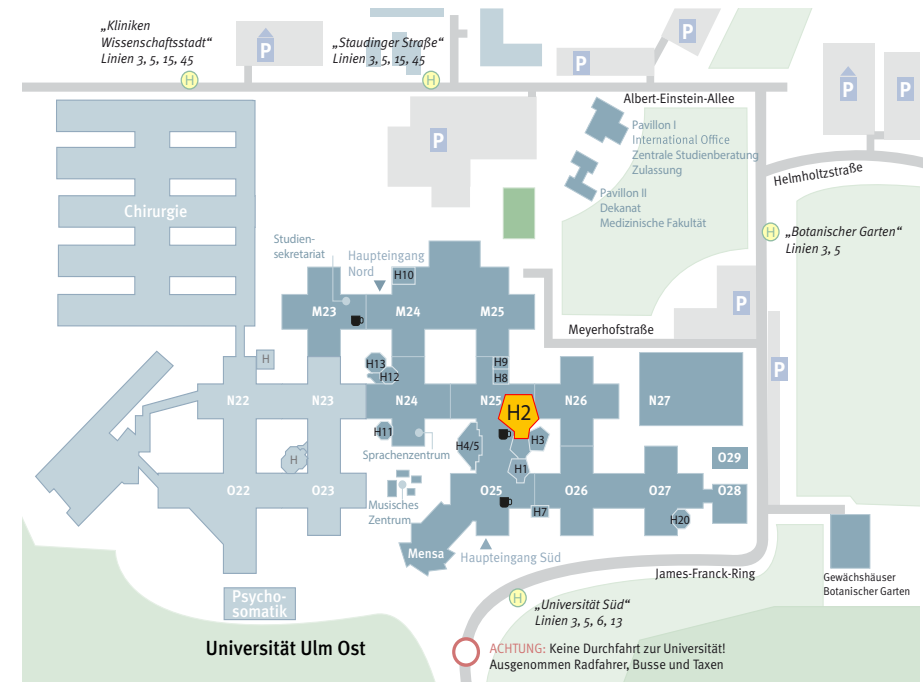 „Kliniken
Wissenschaftsstadt“
Linien 3, 5, 15, 45
H
P
„Staudinger Straße“
Linien 3, 5, 15, 45
H
P
P
Albert-Einstein-Allee
P
P
P
Pavillon I
International Office
Zentrale Studienberatung
Zulassung
Pavillon II
Dekanat
Medizinische Fakultät
Helmholtzstraße
H
„Botanischer Garten“
Linien 3, 5
Chirurgie
Studien-
sekretariat
Haupteingang
Nord
H10
M23
M24
M25
P
Meyerhofstraße
P
H
H13
H12
H9
H8
N22
N23
N24
N25
H2
N26
N27
H11
Sprachenzentrum
H4/5
H3
H
H1
O29
O22
O23
Musisches
Zentrum
O25
O26
O27
O28
H7
H20
Mensa
Haupteingang Süd
James-Franck-Ring
Gewächshäuser
Botanischer Garten
Psycho-
somatik
H
„Universität Süd“
Linien 3, 5, 6, 13
Universität Ulm Ost
ACHTUNG: Keine Durchfahrt zur Universität!
Ausgenommen Radfahrer, Busse und Taxen